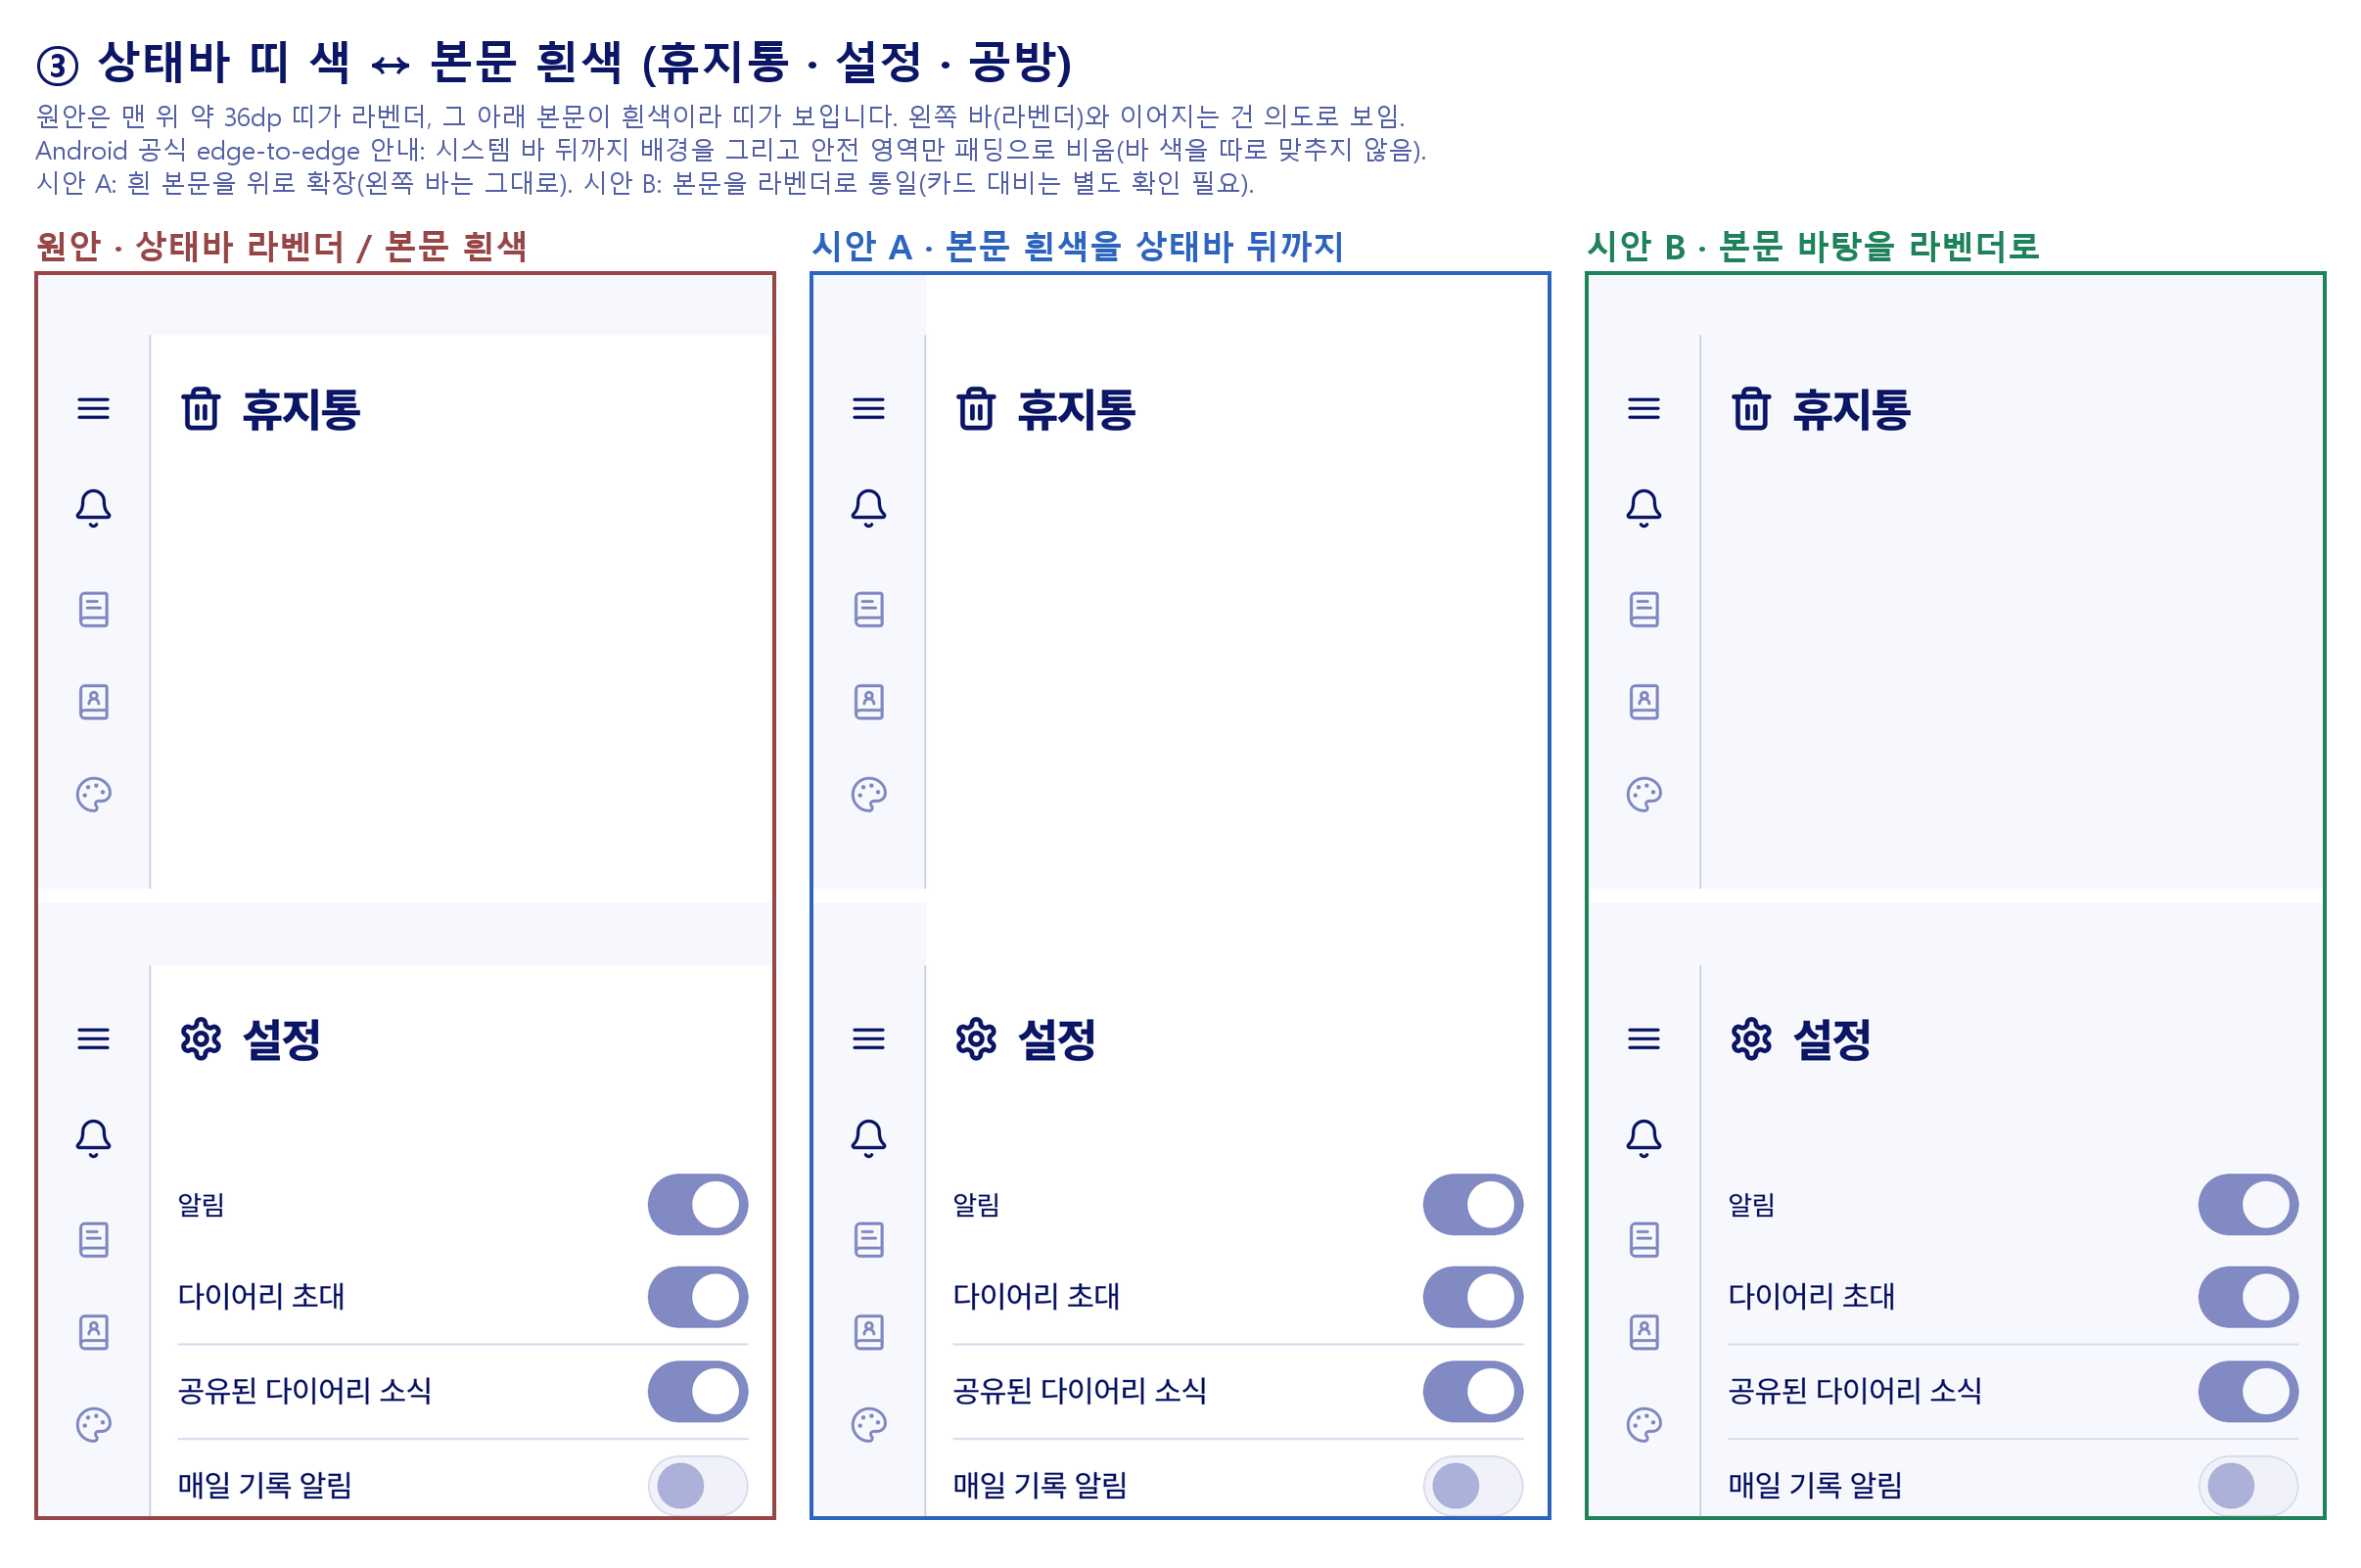 ③ 상태바 띠 색 ↔ 본문 흰색 (휴지통 · 설정 · 공방)
원안은 맨 위 약 36dp 띠가 라벤더, 그 아래 본문이 흰색이라 띠가 보입니다. 왼쪽 바(라벤더)와 이어지는 건 의도로 보임.
Android 공식 edge-to-edge 안내: 시스템 바 뒤까지 배경을 그리고 안전 영역만 패딩으로 비움(바 색을 따로 맞추지 않음).
시안 A: 흰 본문을 위로 확장(왼쪽 바는 그대로). 시안 B: 본문을 라벤더로 통일(카드 대비는 별도 확인 필요).
원안 · 상태바 라벤더 / 본문 흰색
휴지통
설정
알림
다이어리 초대
공유된 다이어리 소식
매일 기록 알림
시안 A · 본문 흰색을 상태바 뒤까지
휴지통
설정
알림
다이어리 초대
공유된 다이어리 소식
매일 기록 알림
시안 B · 본문 바탕을 라벤더로
휴지통
설정
알림
다이어리 초대
공유된 다이어리 소식
매일 기록 알림